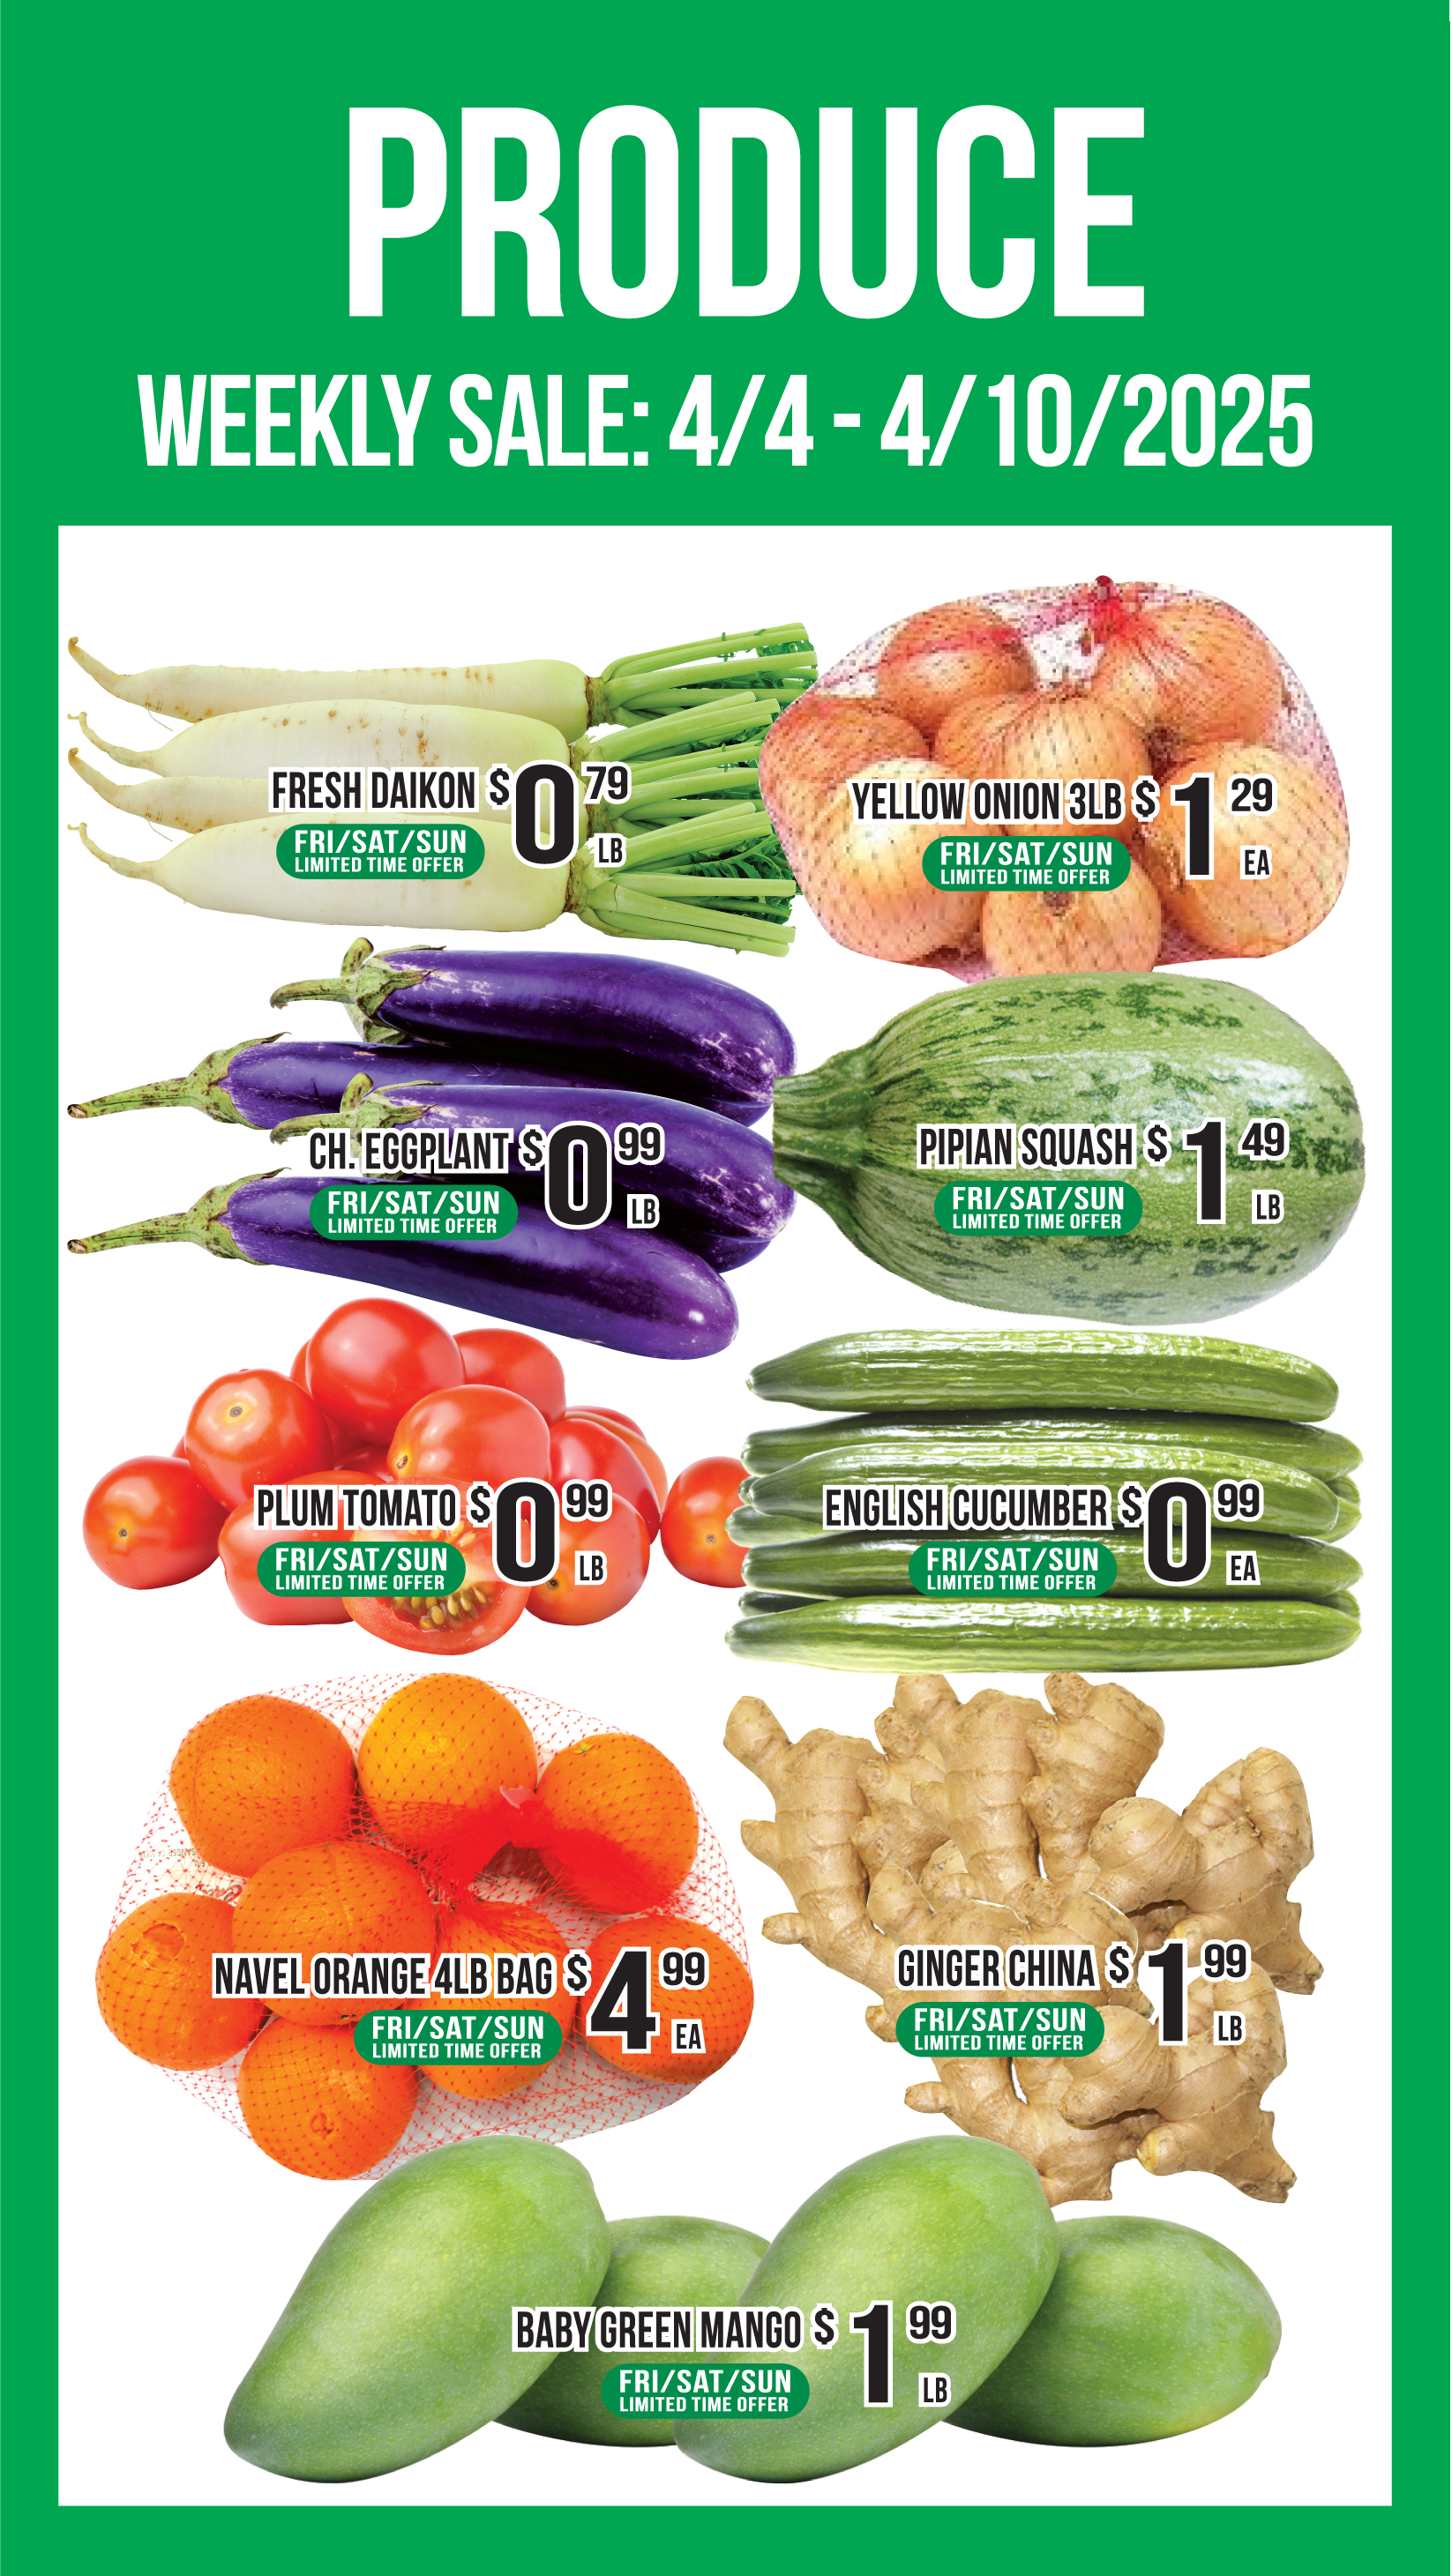 PRODUCE
WEEKLY SALE: 4/4 - 4/10/2025
FRESH DAIKON $0 79 LB
FRI/SAT/SUN
LIMITED TIME OFFER
YELLOW ONION 3LB $1 29 EA
FRI/SAT/SUN
LIMITED TIME OFFER
CH. EGGPLANT $0 99 LB
FRI/SAT/SUN
LIMITED TIME OFFER
PIPIAN SQUASH $1 49 LB
FRI/SAT/SUN
LIMITED TIME OFFER
PLUM TOMATO $0 99 LB
FRI/SAT/SUN
LIMITED TIME OFFER
ENGLISH CUCUMBER $0 99 EA
FRI/SAT/SUN
LIMITED TIME OFFER
NAVEL ORANGE 4LB BAG $4 99 EA
FRI/SAT/SUN
LIMITED TIME OFFER
GINGER CHINA $1 99 LB
FRI/SAT/SUN
LIMITED TIME OFFER
BABY GREEN MANGO $1 99 LB
FRI/SAT/SUN
LIMITED TIME OFFER